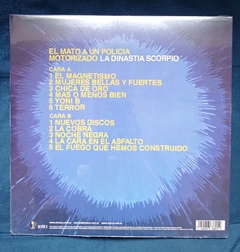 EL MATO A UN POLICIA
MOTORIZADO LA DINASTIA SCORPIO
CARA A
1 EL MAGNETISMO
2 MUJERES BELLAS Y FUERTES
3 CHICA DE ORO
4 MAS O MENOS BIEN
5 YONI B
6 TERROR
CARA B
1 NUEVOS DISCOS
2 LA COBRA
3 NOCHE NEGRA
4 LA CARA EN EL ASFALTO
5 EL FUEGO QUE HEMOS CONSTRUIDO